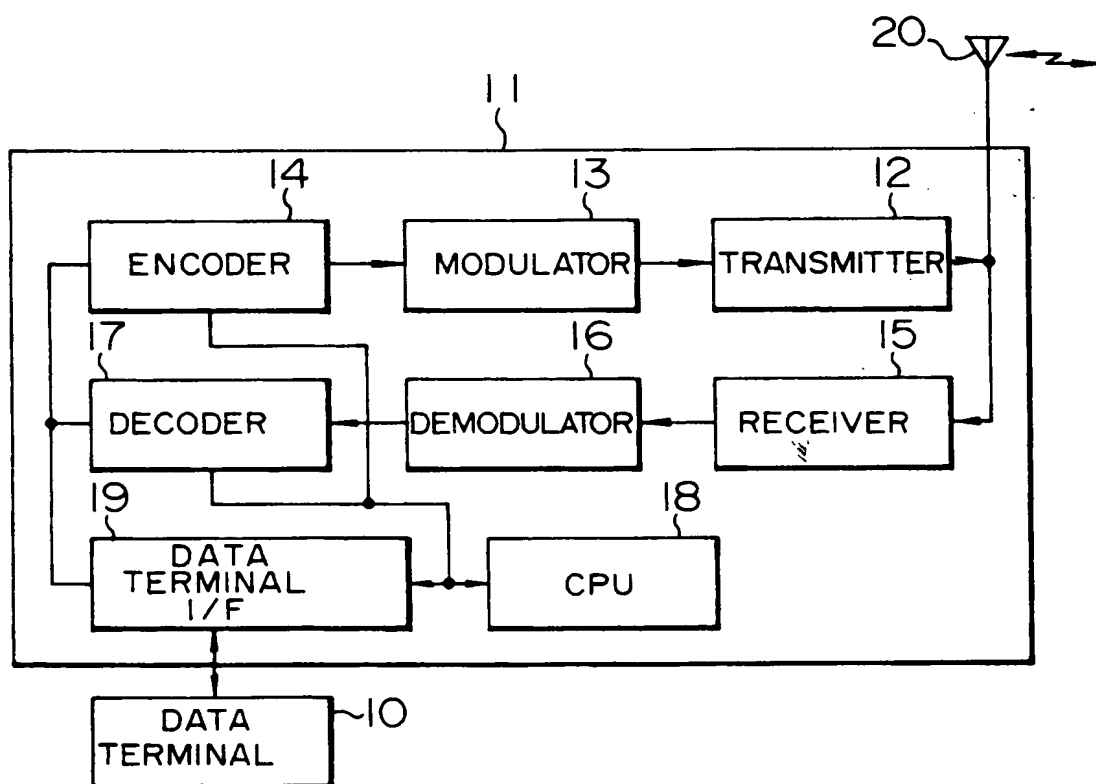 20
11
14
13
12
ENCODER
MODULATOR
TRANSMITTER
17
16
15
DECODER
DEMODULATOR
RECEIVER
19
18
DATA
TERMINAL
I/F
CPU
DATA
TERMINAL
10